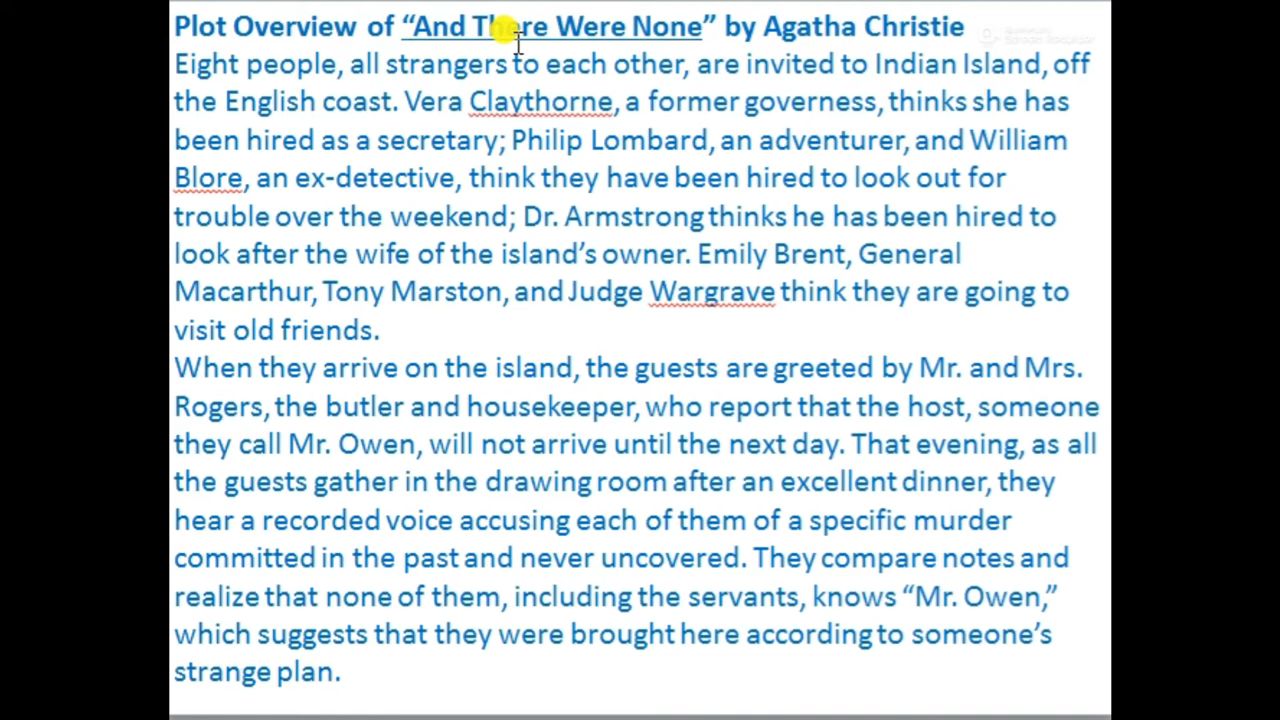 Plot Overview of “And There Were None” by Agatha Christie
Eight people, all strangers to each other, are invited to Indian Island, off
the English coast. Vera Claythorne, a former governess, thinks she has
been hired as a secretary; Philip Lombard, an adventurer, and William
Blore, an ex-detective, think they have been hired to look out for
trouble over the weekend; Dr. Armstrong thinks he has been hired to
look after the wife of the island’s owner. Emily Brent, General
Macarthur, Tony Marston, and Judge Wargrave think they are going to
visit old friends.
When they arrive on the island, the guests are greeted by Mr. and Mrs.
Rogers, the butler and housekeeper, who report that the host, someone
they call Mr. Owen, will not arrive until the next day. That evening, as all
the guests gather in the drawing room after an excellent dinner, they
hear a recorded voice accusing each of them of a specific murder
committed in the past and never uncovered. They compare notes and
realize that none of them, including the servants, knows “Mr. Owen,”
which suggests that they were brought here according to someone’s
strange plan.